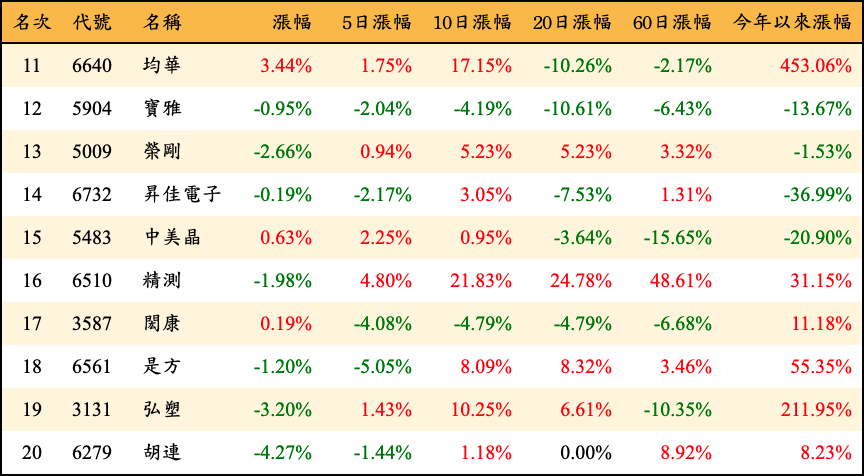 名次 代號 名稱 漲幅 5日漲幅 10日漲幅 20日漲幅 60日漲幅 今年以來漲幅
11 6640 均華 3.44% 1.75% 17.15% -10.26% -2.17% 453.06%
12 5904 寶雅 -0.95% -2.04% -4.19% -10.61% -6.43% -13.67%
13 5009 榮剛 -2.66% 0.94% 5.23% 5.23% 3.32% -1.53%
14 6732 昇佳電子 -0.19% -2.17% 3.05% -7.53% 1.31% -36.99%
15 5483 中美晶 0.63% 2.25% 0.95% -3.64% -15.65% -20.90%
16 6510 精測 -1.98% 4.80% 21.83% 24.78% 48.61% 31.15%
17 3587 閎康 0.19% -4.08% -4.79% -4.79% -6.68% 11.18%
18 6561 是方 -1.20% -5.05% 8.09% 8.32% 3.46% 55.35%
19 3131 弘塑 -3.20% 1.43% 10.25% 6.61% -10.35% 211.95%
20 6279 胡連 -4.27% -1.44% 1.18% 0.00% 8.92% 8.23%